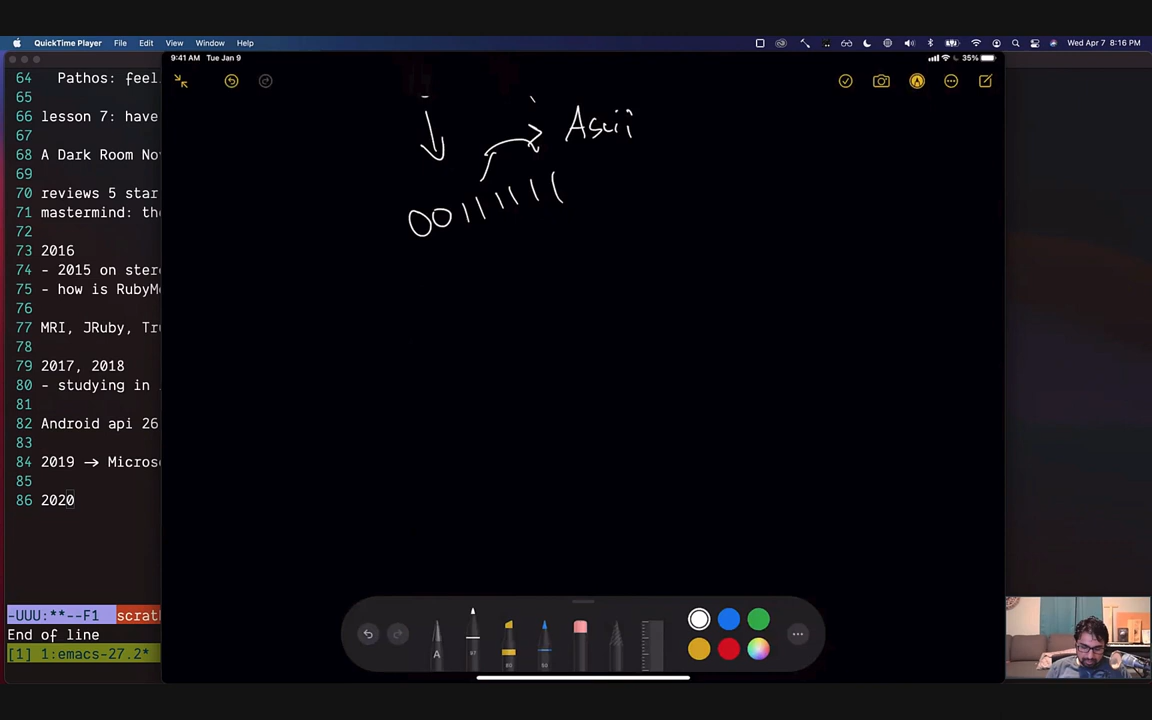 QuickTime Player File Edit View Window Help Wed Apr 7 8:16 PM
9:41 AM Tue Jan 9 35%
64 Pathos: feel
65
66 lesson 7: have
67
68 A Dark Room No
69
70 reviews 5 star
71 mastermind: the
72
73 2016
74 - 2015 on ster
75 - how is RubyM
76
77 MRI, JRuby, Tr
78
79 2017, 2018
80 - studying in
81
82 Android api 26
83
84 2019 → Micros
85
86 2020
Ascii
00111111
-UUU:**--F1 scrat
End of line
[1] 1:emacs-27.2*
A
97
80
50